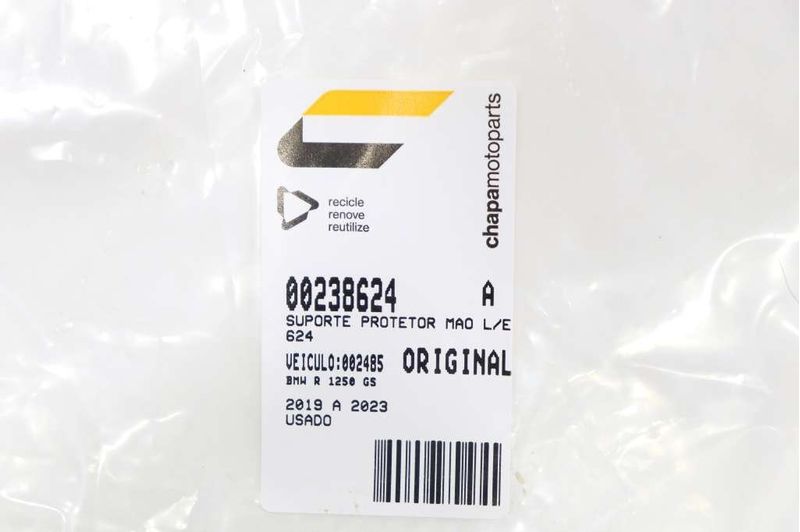 chapamotoparts
recicle
renove
reutilize
00238624 A
SUPORTE PROTETOR MAO L/E
624
VEICULO:002485 ORIGINAL
BMW R 1250 GS
2019 A 2023
USADO